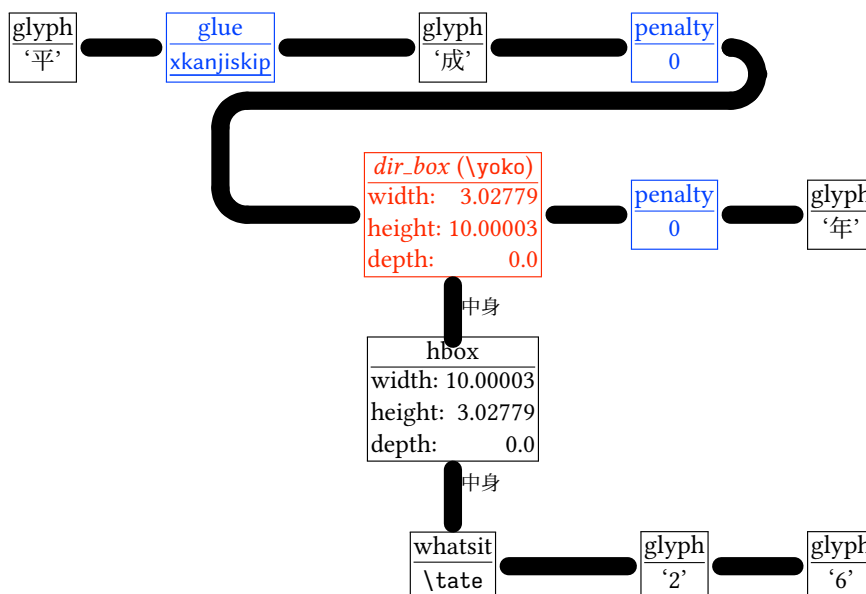 glyph
‘平’
glue
xkanjiskip
glyph
‘成’
penalty
0
dir_box (\yoko)
width: 3.02779
height: 10.00003
depth: 0.0
penalty
0
glyph
‘年’
中身
hbox
width: 10.00003
height: 3.02779
depth: 0.0
中身
whatsit
\tate
glyph
‘2’
glyph
‘6’